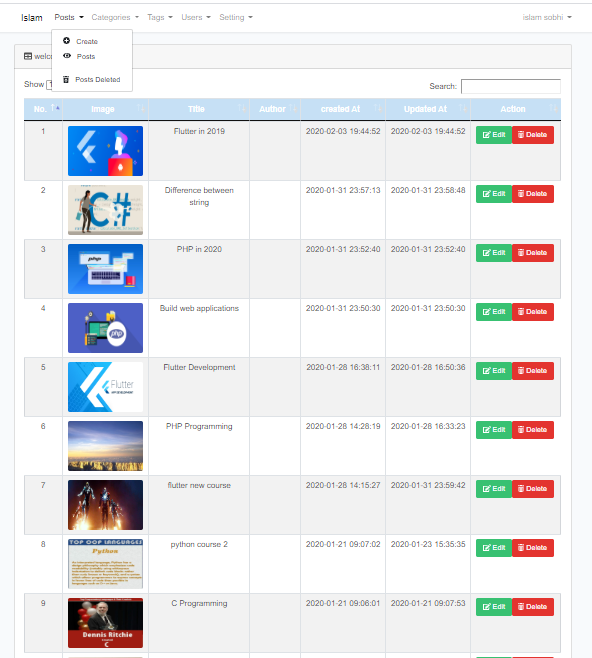 Islam Posts Categories Tags Users Setting islam sobhi
Create
Posts
Posts Deleted
Show
Search:
No. Image Title Author created At Updated At Action
1 Flutter in 2019 2020-02-03 19:44:52 2020-02-03 19:44:52 Edit Delete
2 C# Difference between string 2020-01-31 23:57:13 2020-01-31 23:58:48 Edit Delete
3 php PHP in 2020 2020-01-31 23:52:40 2020-01-31 23:52:40 Edit Delete
4 php Build web applications 2020-01-31 23:50:30 2020-01-31 23:50:30 Edit Delete
5 Flutter Flutter Development 2020-01-28 16:38:11 2020-01-28 16:50:36 Edit Delete
6 PHP Programming 2020-01-28 14:28:19 2020-01-28 16:33:23 Edit Delete
7 flutter new course 2020-01-28 14:15:27 2020-01-31 23:59:42 Edit Delete
8 python course 2 2020-01-21 09:07:02 2020-01-23 15:35:35 Edit Delete
TOP OOP LANGUAGES
Python
9 C Programming 2020-01-21 09:06:01 2020-01-21 09:07:53 Edit Delete
Dennis Ritchie
C